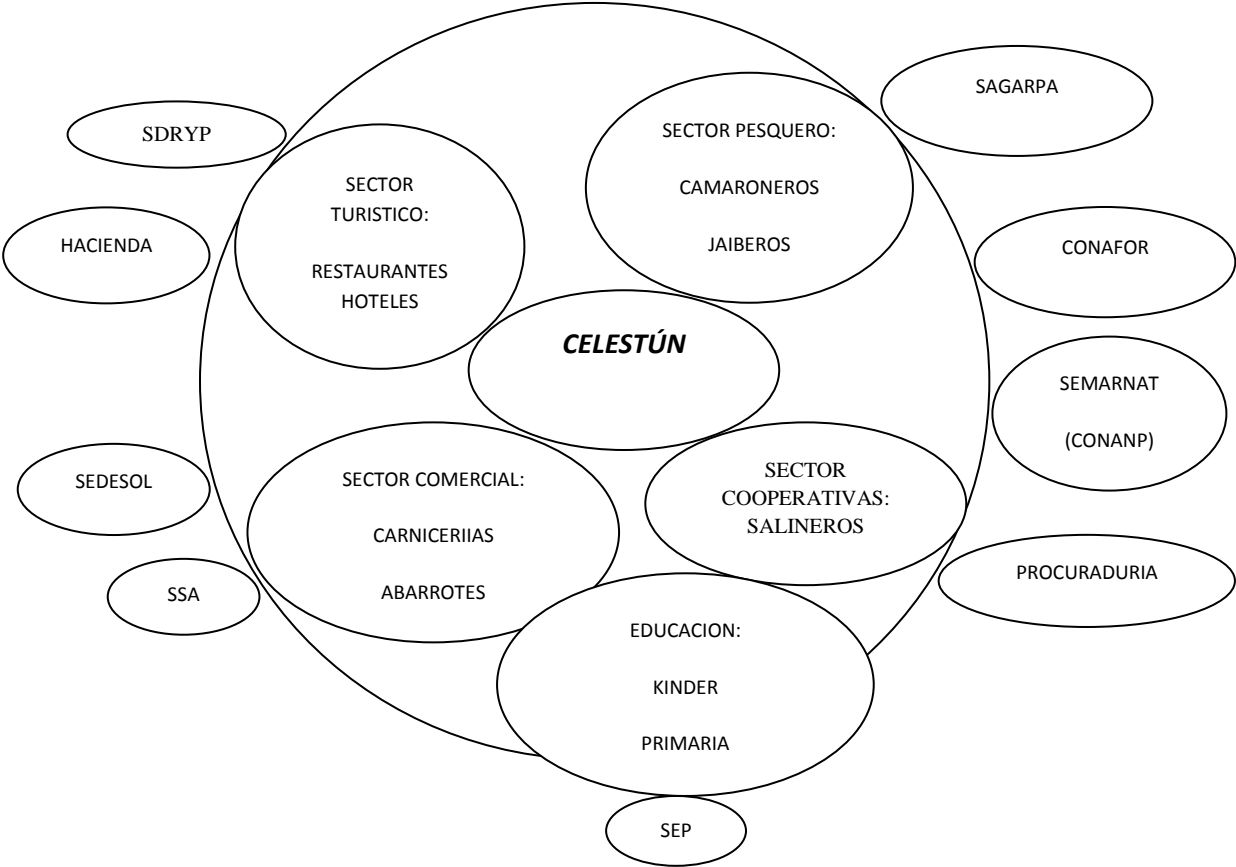 SAGARPA
SDRYP
SECTOR PESQUERO:
CAMARONEROS
JAIBEROS
SECTOR
TURISTICO:
RESTAURANTES
HOTELES
HACIENDA
CONAFOR
CELESTÚN
SEMARNAT
(CONANP)
SEDESOL
SECTOR COMERCIAL:
CARNICERIIAS
ABARROTES
SECTOR
COOPERATIVAS:
SALINEROS
SSA
PROCURADURIA
EDUCACION:
KINDER
PRIMARIA
SEP